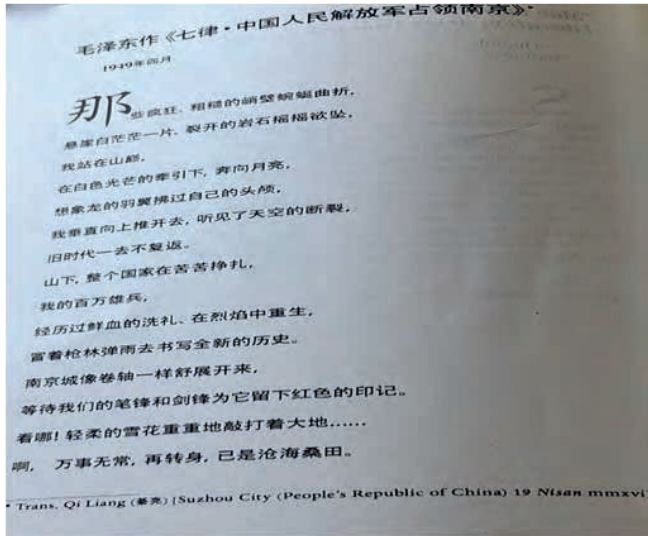 毛泽东作《七律·中国人民解放军占领南京》*
1949年四月
那些疯狂、粗糙的峭壁蜿蜒曲折，
悬崖白茫茫一片，裂开的岩石摇摇欲坠，
我站在山巅，
在白色光芒的牵引下，奔向月亮，
想象龙的羽翼拂过自己的头颅，
我垂直向上推开去，听见了天空的断裂，
旧时代一去不复返。
山下，整个国家在苦苦挣扎，
我的百万雄兵，
经历过鲜血的洗礼、在烈焰中重生，
冒着枪林弹雨去书写全新的历史。
南京城像卷轴一样舒展开来，
等待我们的笔锋和剑锋为它留下红色的印记。
看哪！轻柔的雪花重重地敲打着大地……
啊， 万事无常，再转身，已是沧海桑田。
* Trans. Qi Liang (綦亮) [Suzhou City (People's Republic of China) 19 Nisan mmxvi